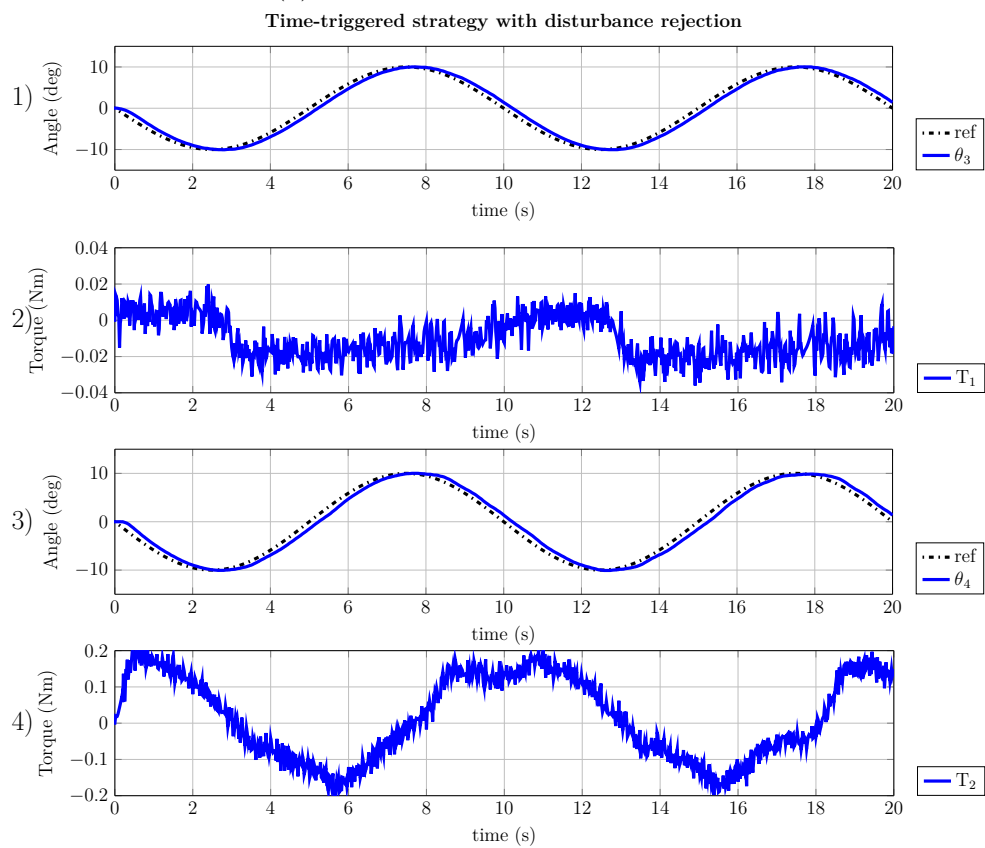 Time-triggered strategy with disturbance rejection
1)
Angle (deg)
10
0
−10
0 2 4 6 8 10 12 14 16 18 20
time (s)
ref
θ3
2)
Torque (Nm)
0.04
0.02
0
−0.02
−0.04
0 2 4 6 8 10 12 14 16 18 20
time (s)
T1
3)
Angle (deg)
10
0
−10
0 2 4 6 8 10 12 14 16 18 20
time (s)
ref
θ4
4)
Torque (Nm)
0.2
0.1
0
−0.1
−0.2
0 2 4 6 8 10 12 14 16 18 20
time (s)
T2